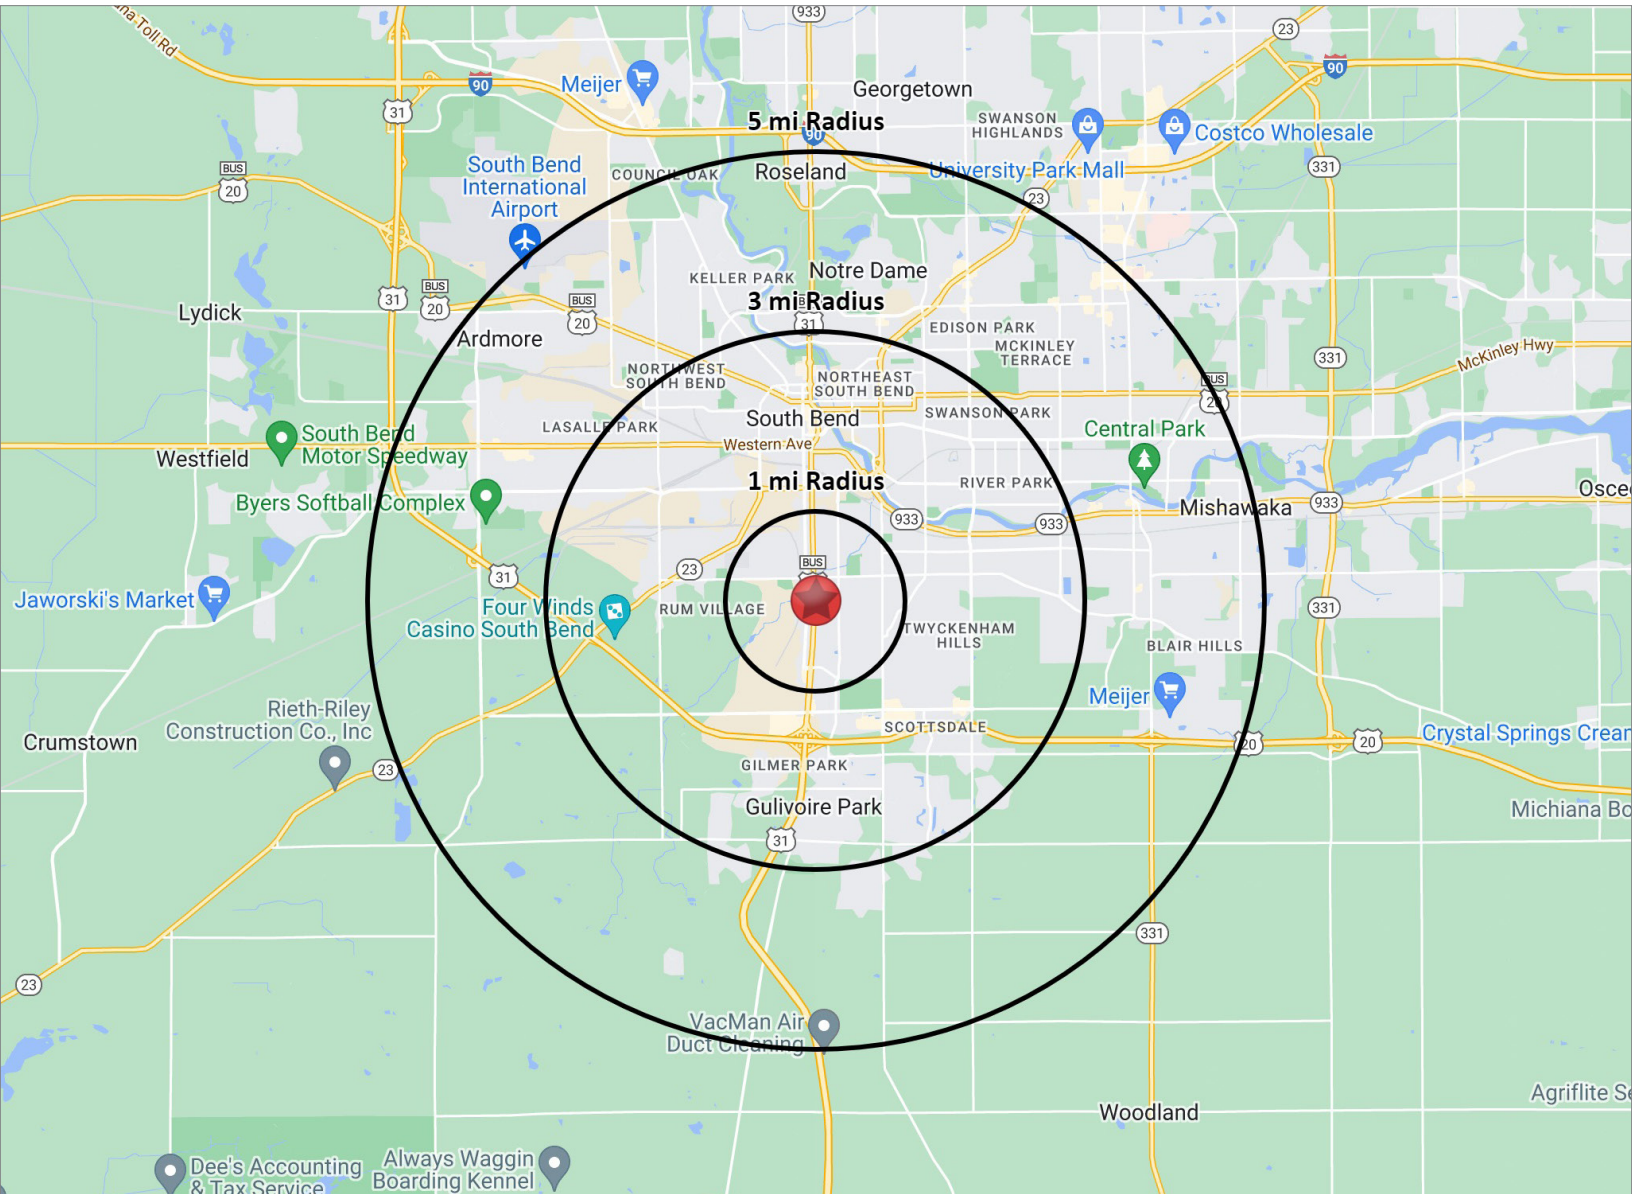 933
23
na Toll Rd
90
Meijer
90
Georgetown
31
5 mi Radius
90
SWANSON
HIGHLANDS
Costco Wholesale
South Bend
International
Airport
COUNCIL OAK
Roseland
University Park Mall
331
BUS
20
23
KELLER PARK
Notre Dame
31
BUS
20
BUS
20
3 mi Radius
31
Lydick
Ardmore
EDISON PARK
MCKINLEY
TERRACE
331
McKinley Hwy
NORTHWEST
SOUTH BEND
NORTHEAST
SOUTH BEND
BUS
20
South Bend
SWANSON PARK
LASALLE PARK
Western Ave
Central Park
South Bend
Motor Speedway
Westfield
1 mi Radius
RIVER PARK
Byers Softball Complex
Mishawaka
933
Osce
933
933
BUS
23
31
Jaworski's Market
Four Winds
Casino South Bend
RUM VILLAGE
331
TWYCKENHAM
HILLS
BLAIR HILLS
Meijer
Rieth-Riley
Construction Co., Inc
SCOTTSDALE
Crumstown
20
20
Crystal Springs Crear
23
GILMER PARK
Gulivoire Park
Michiana Bo
31
331
23
VacMan Air
Duct Cleaning
Agriflite Se
Woodland
Dee's Accounting
& Tax Service
Always Waggin
Boarding Kennel